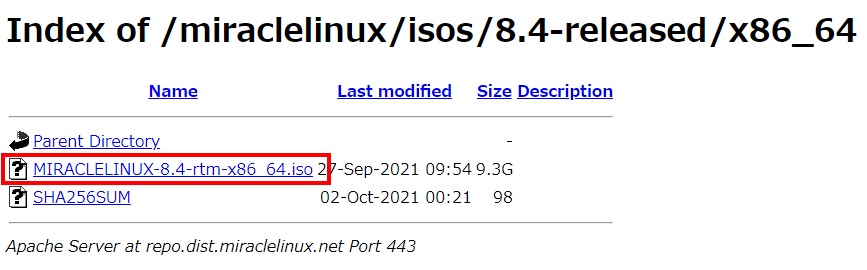 Index of /miraclelinux/isos/8.4-released/x86_64
Name Last modified Size Description
Parent Directory -
MIRACLELINUX-8.4-rtm-x86_64.iso 27-Sep-2021 09:54 9.3G
SHA256SUM 02-Oct-2021 00:21 98
Apache Server at repo.dist.miraclelinux.net Port 443